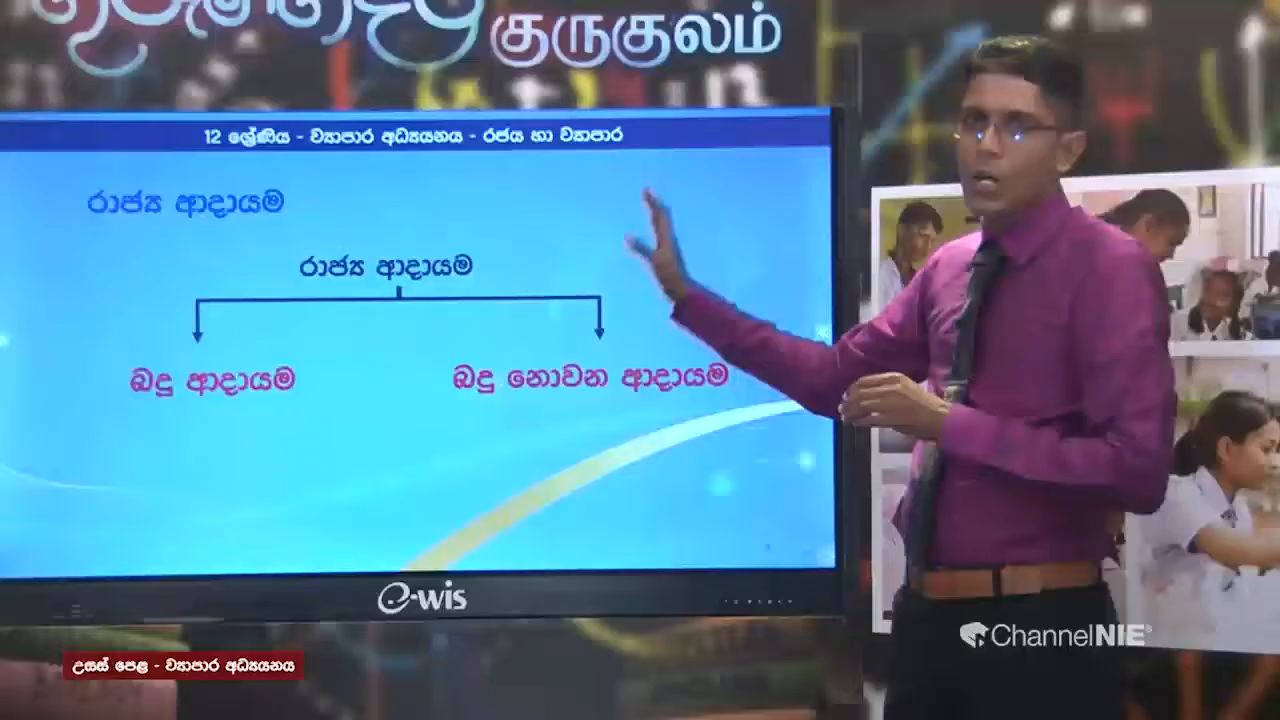 குருகுலம்
12 ශ්‍රේණිය - ව්‍යාපාර අධ්‍යයනය - රජය හා ව්‍යාපාර
රාජ්‍ය ආදායම
රාජ්‍ය ආදායම
බදු ආදායම
බදු නොවන ආදායම
e-wis
ChannelNIE
උසස් පෙළ - ව්‍යාපාර අධ්‍යයනය